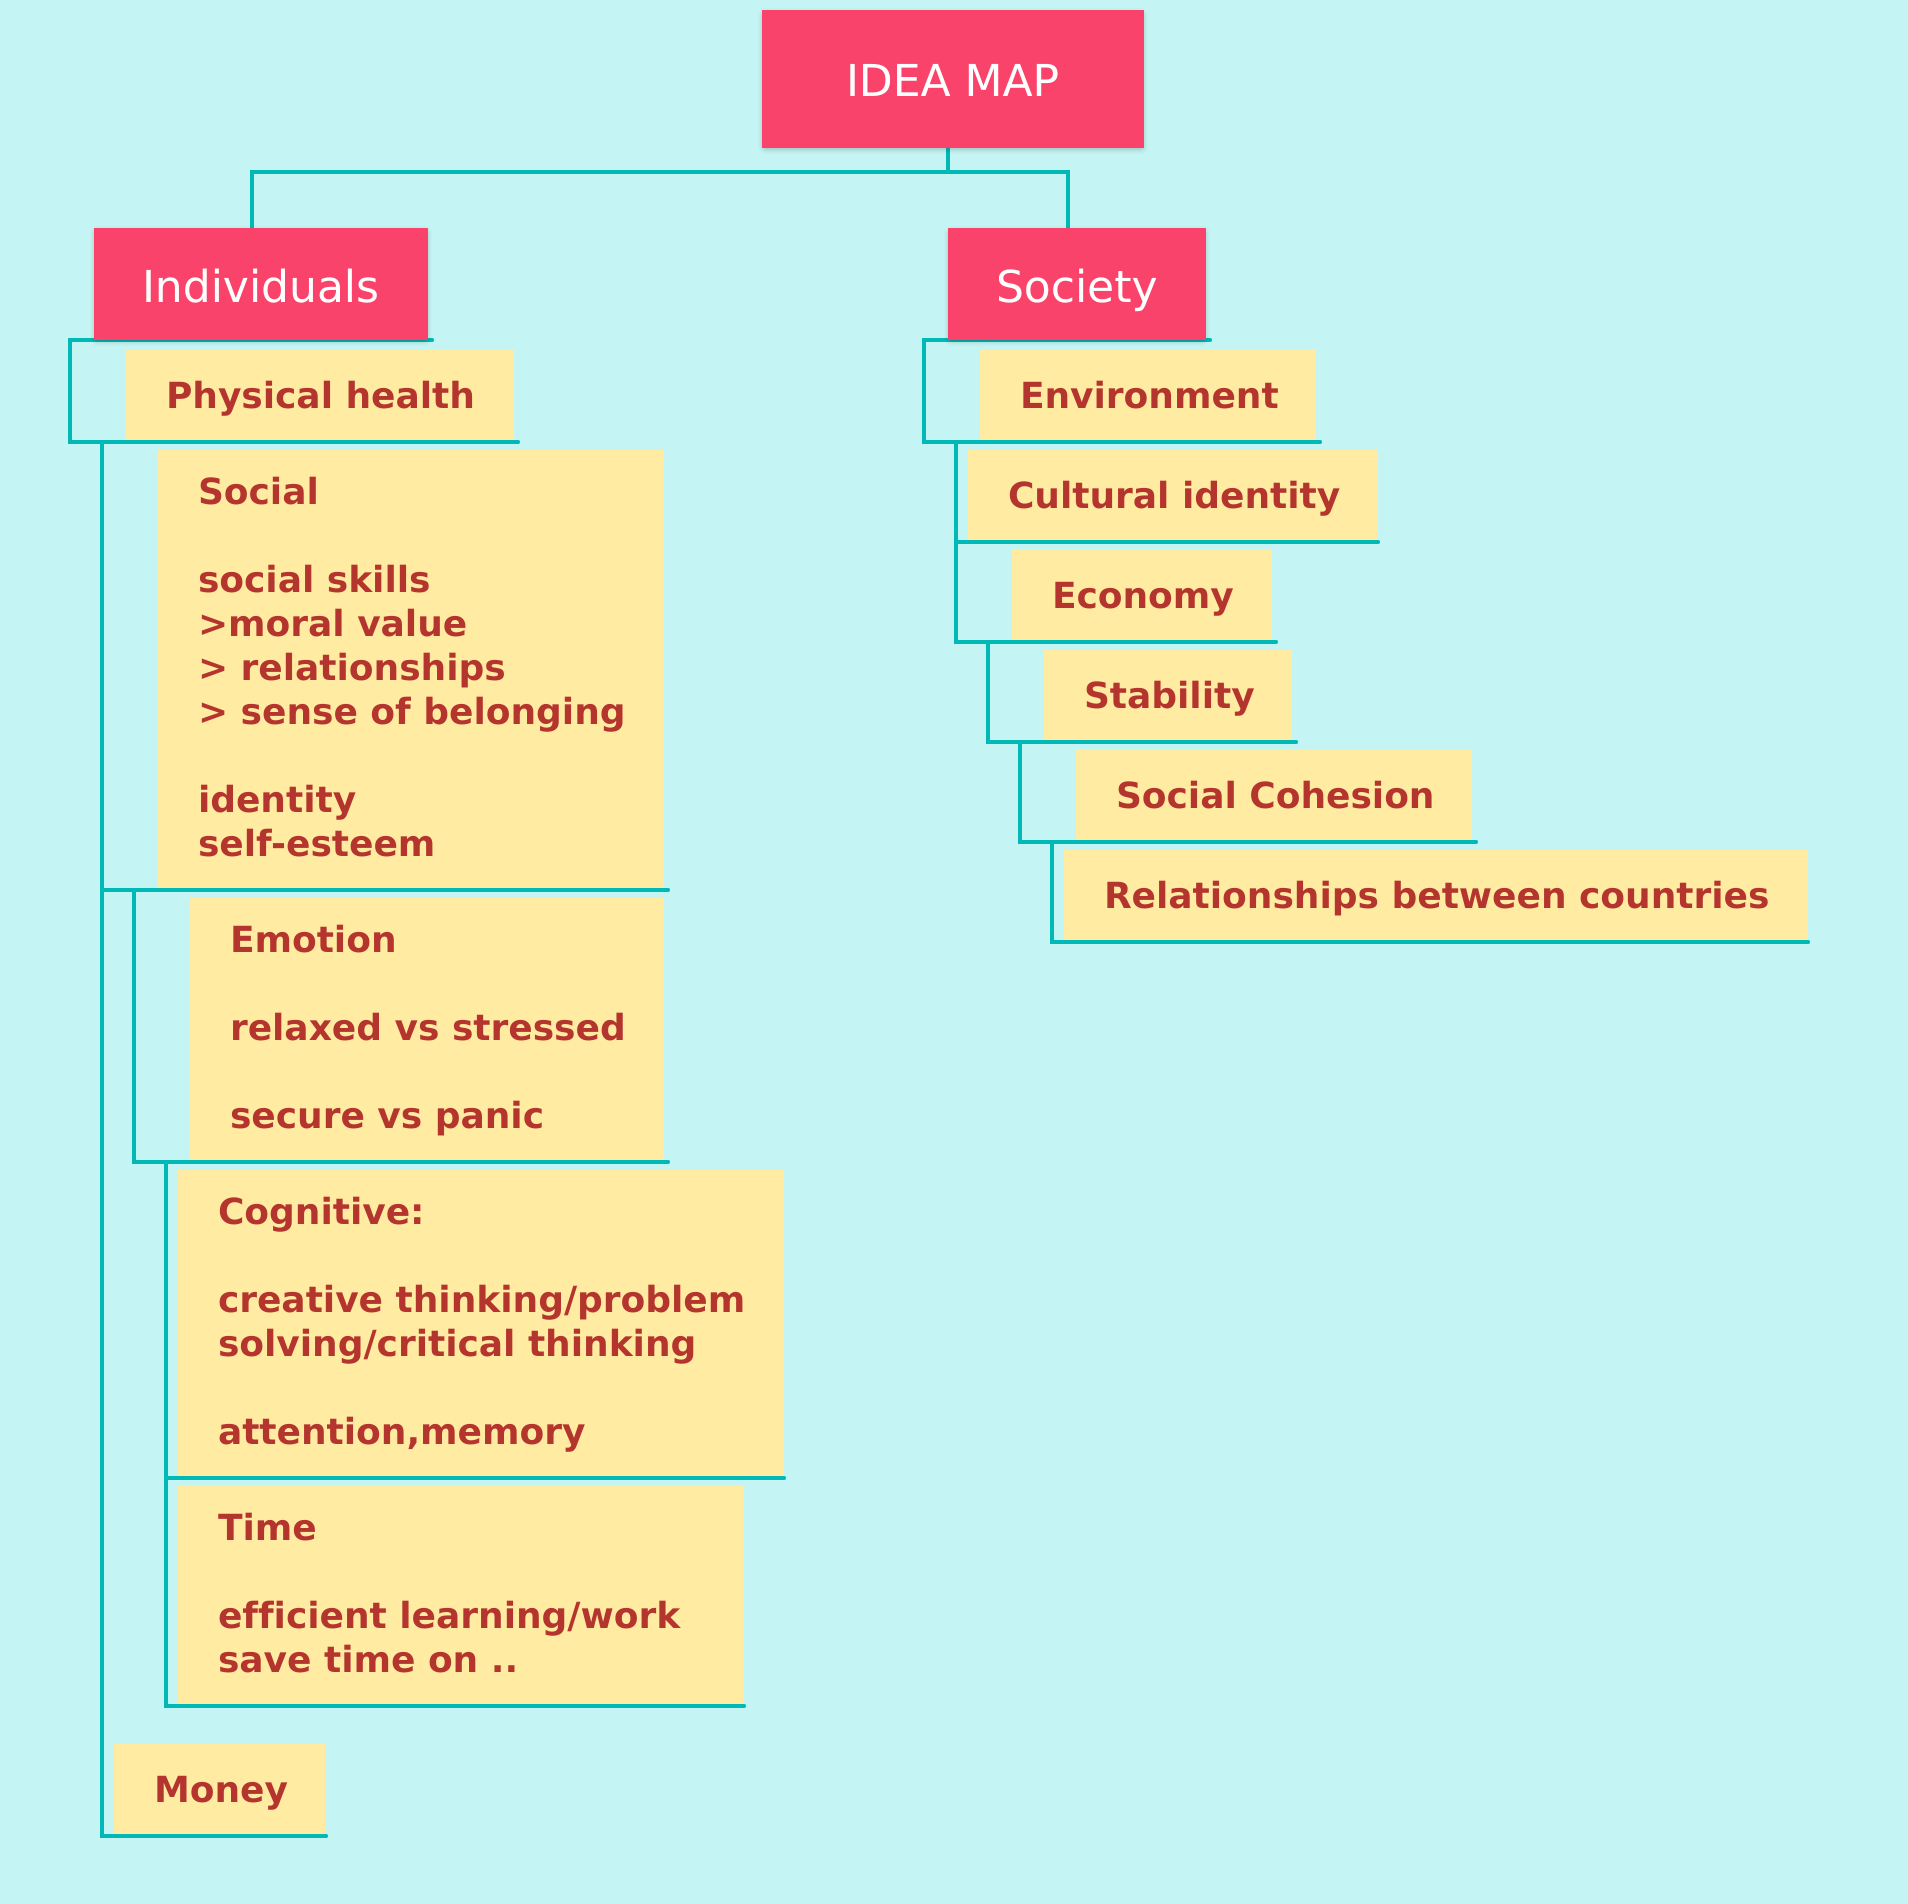 IDEA MAP
Individuals
Physical health
Social
social skills
>moral value
> relationships
> sense of belonging
identity
self-esteem
Emotion
relaxed vs stressed
secure vs panic
Cognitive:
creative thinking/problem
solving/critical thinking
attention,memory
Time
efficient learning/work
save time on ..
Money
Society
Environment
Cultural identity
Economy
Stability
Social Cohesion
Relationships between countries